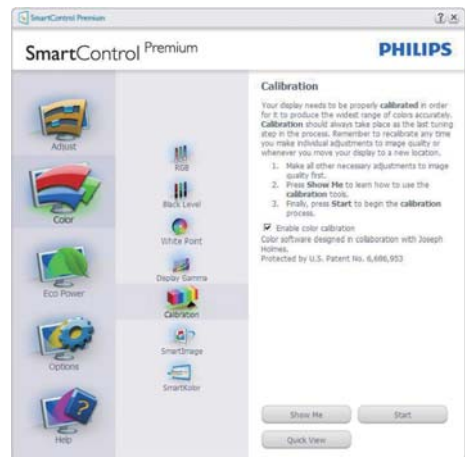 SmartControl Premium
? X
SmartControl Premium
PHILIPS
Adjust
Color
Eco Power
Options
Help
RGB
Black Level
White Point
Display Gamma
Calibration
SmartImage
SmartKolor
Calibration
Your display needs to be properly calibrated in order
for it to produce the widest range of colors accurately.
Calibration should always take place as the last tuning
step in the process. Remember to recalibrate any time
you make individual adjustments to image quality or
whenever you move your display to a new location.
1. Make all other necessary adjustments to image
quality first.
2. Press Show Me to learn how to use the
calibration tools.
3. Finally, press Start to begin the calibration
process.
Enable color calibration
Color software designed in collaboration with Joseph
Holmes.
Protected by U.S. Patent No. 6,686,953
Show Me
Start
Quick View